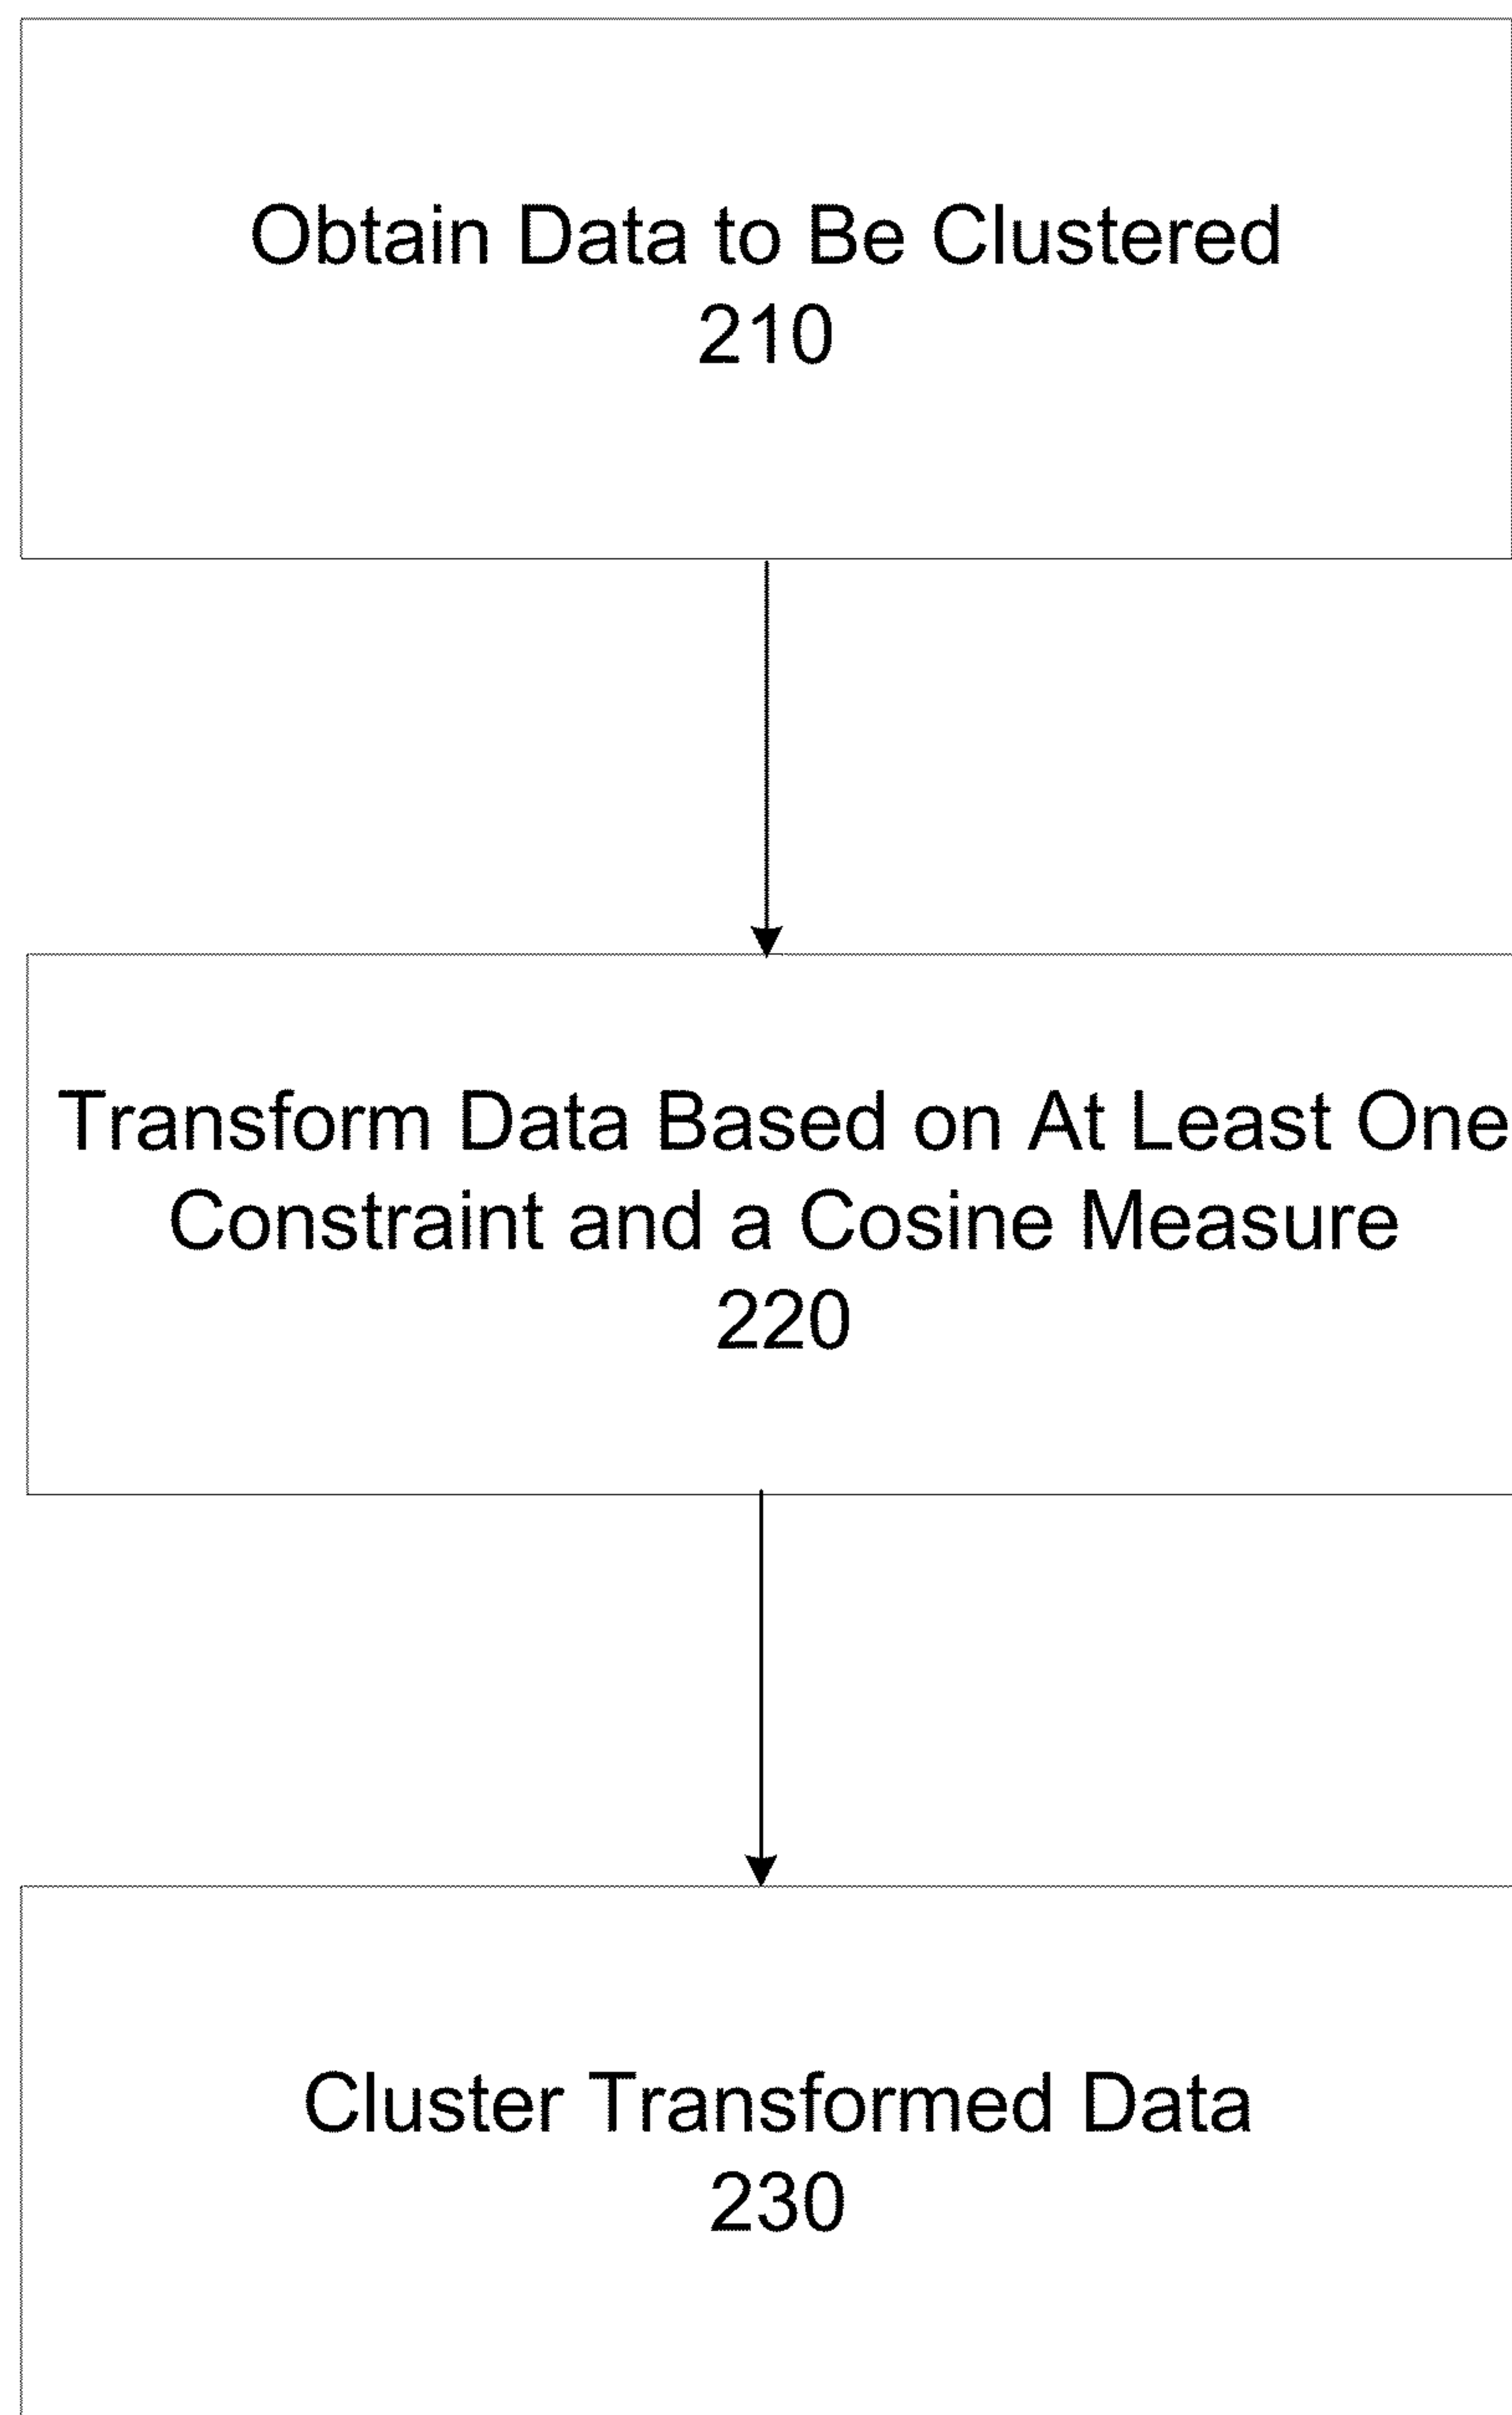 Obtain Data to Be Clustered
210
Transform Data Based on At Least One
Constraint and a Cosine Measure
220
Cluster Transformed Data
230